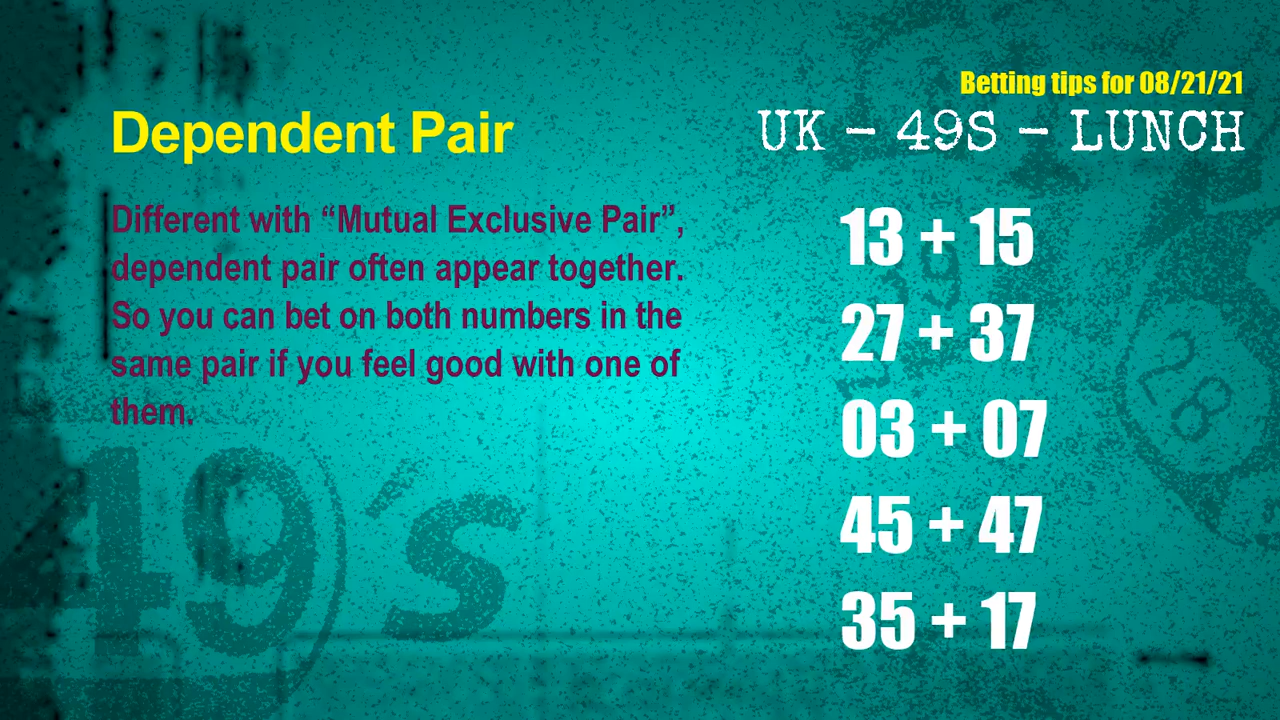 Betting tips for 08/21/21
UK - 49S - LUNCH
Dependent Pair
Different with “Mutual Exclusive Pair”,
dependent pair often appear together.
So you can bet on both numbers in the
same pair if you feel good with one of
them.
13 + 15
27 + 37
03 + 07
45 + 47
35 + 17
49's
39
28